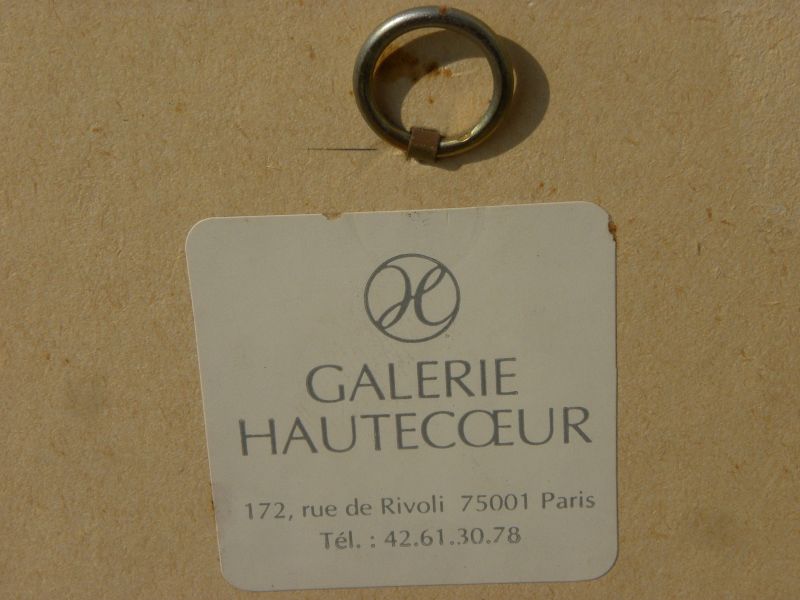 GALERIE
HAUTECŒUR
172, rue de Rivoli 75001 Paris
Tél. : 42.61.30.78